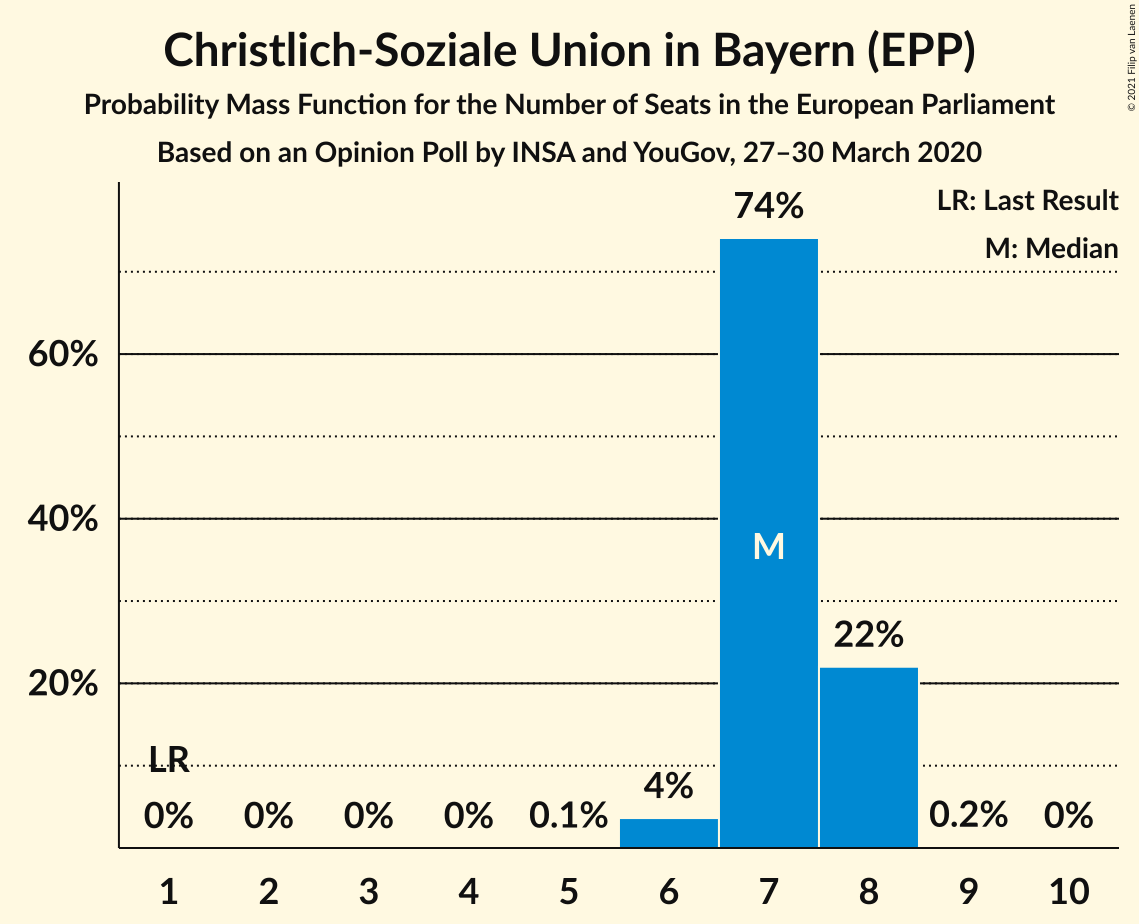 Christlich-Soziale Union in Bayern (EPP)
Probability Mass Function for the Number of Seats in the European Parliament
Based on an Opinion Poll by INSA and YouGov, 27–30 March 2020
© 2021 Filip van Laenen
LR: Last Result
M: Median
74%
60%
40%
M
22%
20%
LR
0% 0% 0% 0% 0.1% 4% 0.2% 0%
1 2 3 4 5 6 7 8 9 10